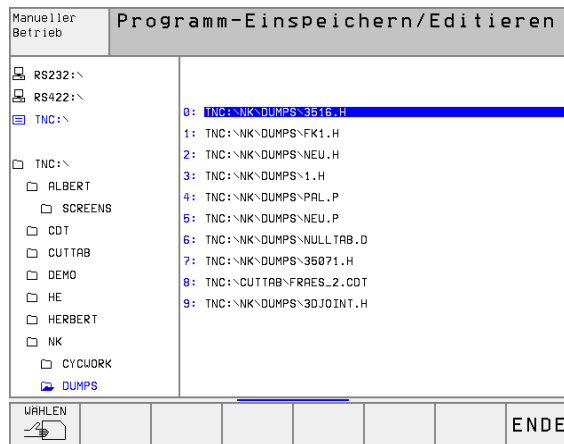 Manueller
Betrieb
Programm-Einspeichern/Editieren
RS232:\
RS422:\
TNC:\
TNC:\
ALBERT
SCREENS
CDT
CUTTAB
DEMO
HE
HERBERT
NK
CYCWORK
DUMPS
0: TNC:\NK\DUMPS\3516.H
1: TNC:\NK\DUMPS\FK1.H
2: TNC:\NK\DUMPS\NEU.H
3: TNC:\NK\DUMPS\1.H
4: TNC:\NK\DUMPS\PAL.P
5: TNC:\NK\DUMPS\NEU.P
6: TNC:\NK\DUMPS\NULLTAB.D
7: TNC:\NK\DUMPS\35071.H
8: TNC:\CUTTAB\FRAES_2.CDT
9: TNC:\NK\DUMPS\3DJOINT.H
WÄHLEN
ENDE